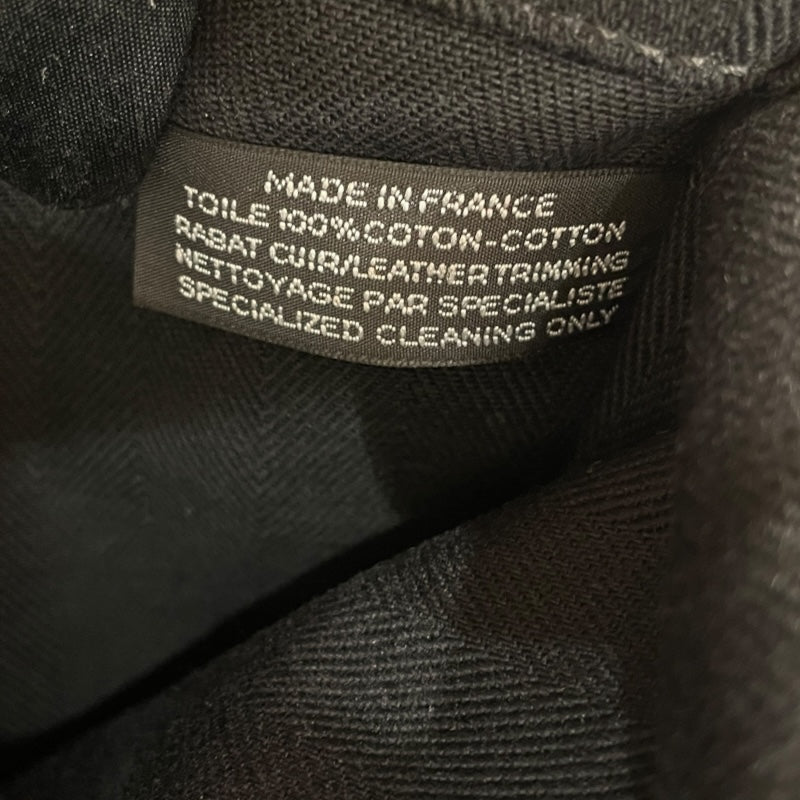 MADE IN FRANCE
TOILE 100% COTON-COTTON
RABAT CUIR/LEATHER TRIMMING
NETTOYAGE PAR SPECIALISTE
SPECIALIZED CLEANING ONLY